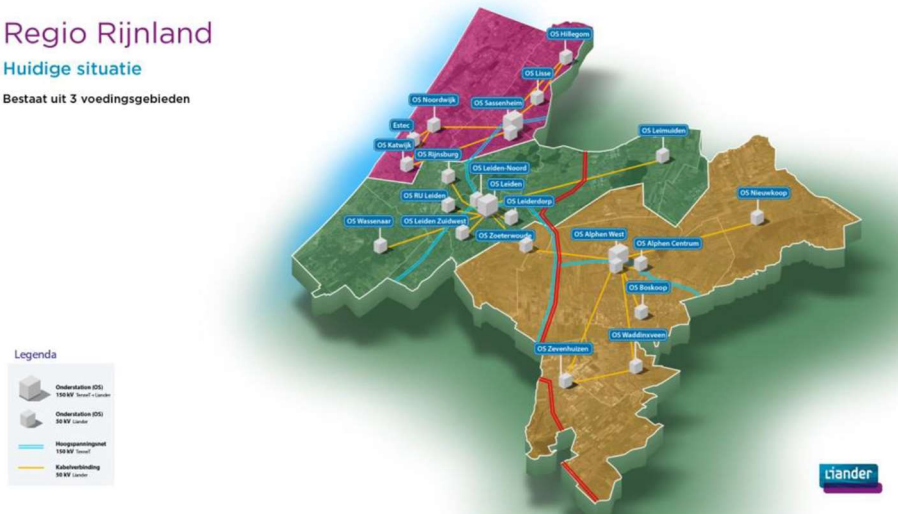 Regio Rijnland
Huidige situatie
Bestaat uit 3 voedingsgebieden
OS Hillegom
OS Lisse
OS Noordwijk
OS Sassenheim
Estec
OS Katwijk
OS Rijnsburg
OS Leimuiden
OS Leiden-Noord
OS Leiden
OS RU Leiden
OS Leiderdorp
OS Nieuwkoop
OS Wassenaar
OS Leiden Zuidwest
OS Zoeterwoude
OS Alphen West
OS Alphen Centrum
OS Boskoop
OS Waddinxveen
OS Zevenhuizen
Legenda
Onderstation (OS)
150 kV TenneT + Liander
Onderstation (OS)
50 kV Liander
Hoogspanningsnet
150 kV TenneT
Kabelverbinding
50 kV Liander
Liander